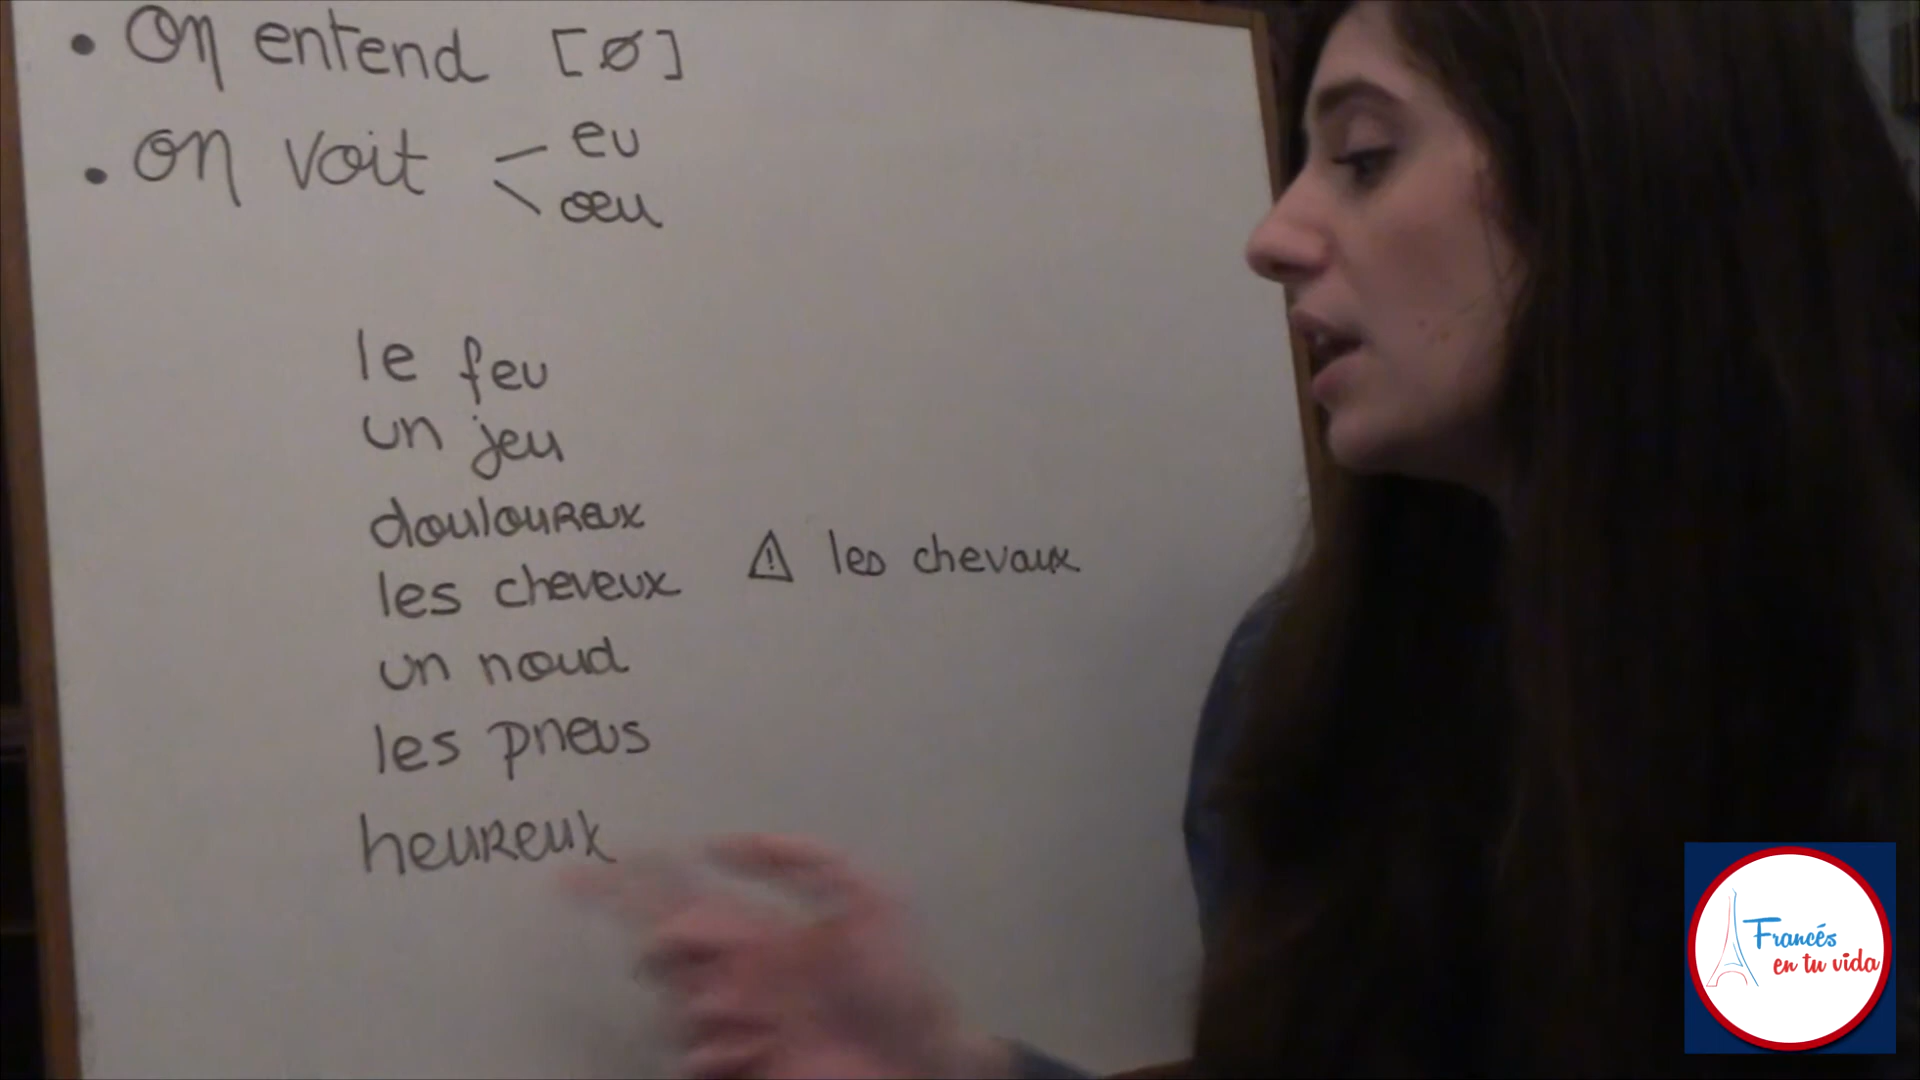 • On entend [ø]
• on voit eu
œu
le feu
un jeu
douloureux
les cheveux ⚠ les chevaux
un nœud
les pneus
heureux
Francés
en tu vida